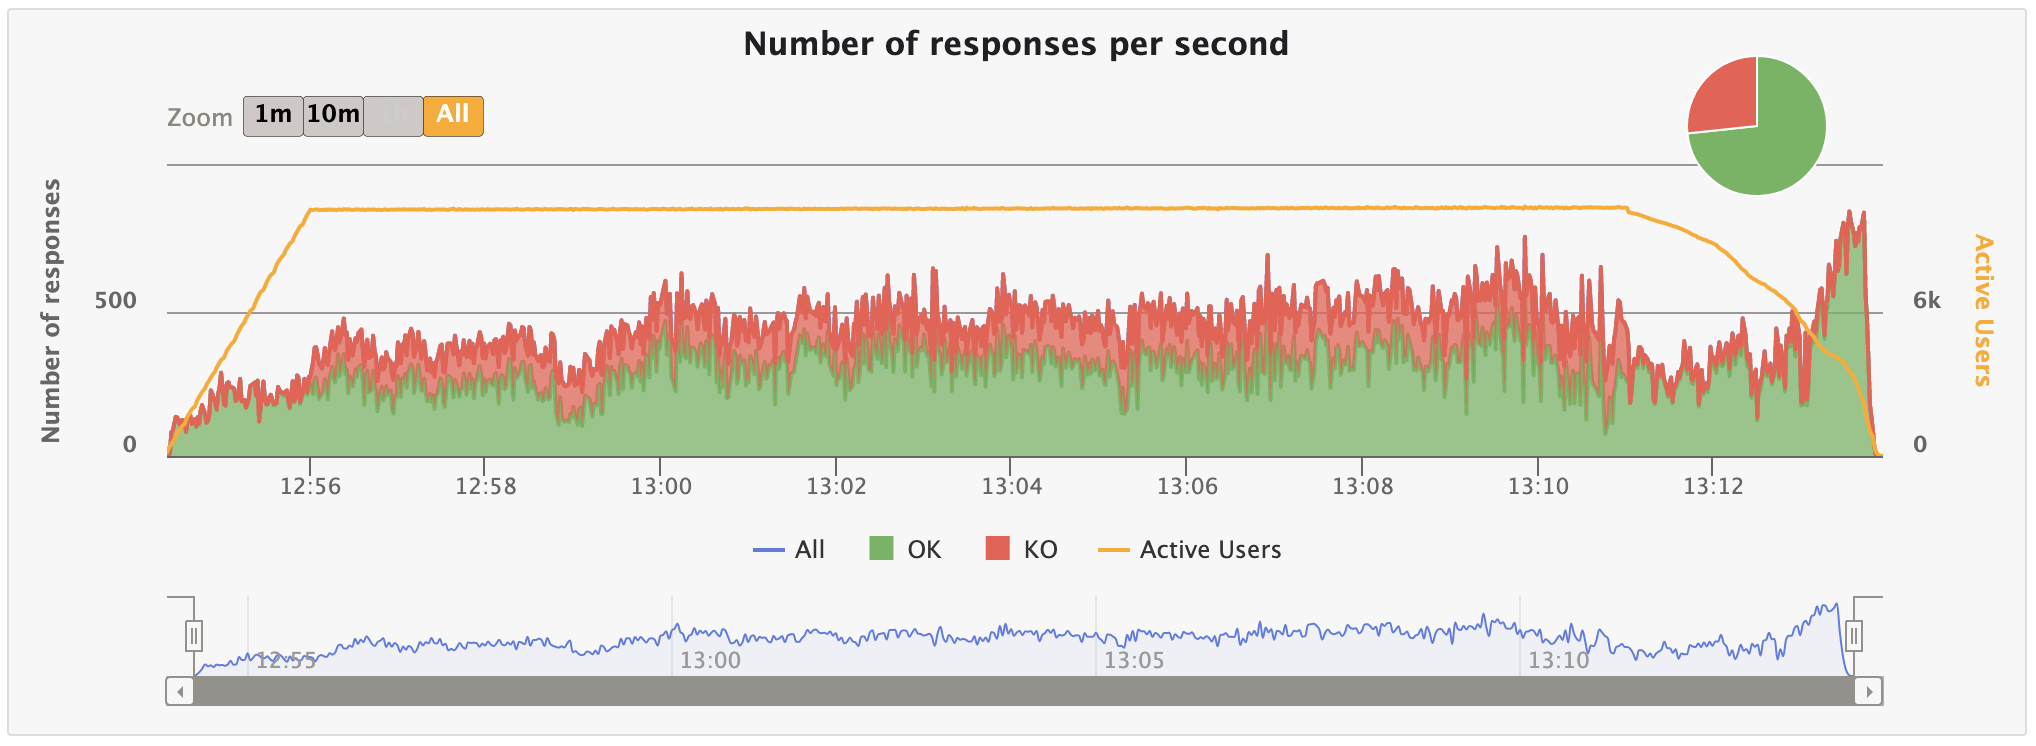 Number of responses per second
Zoom 1m 10m 1h All
Number of responses
500
0
Active Users
6k
0
12:56 12:58 13:00 13:02 13:04 13:06 13:08 13:10 13:12
All OK KO Active Users
12:55 13:00 13:05 13:10